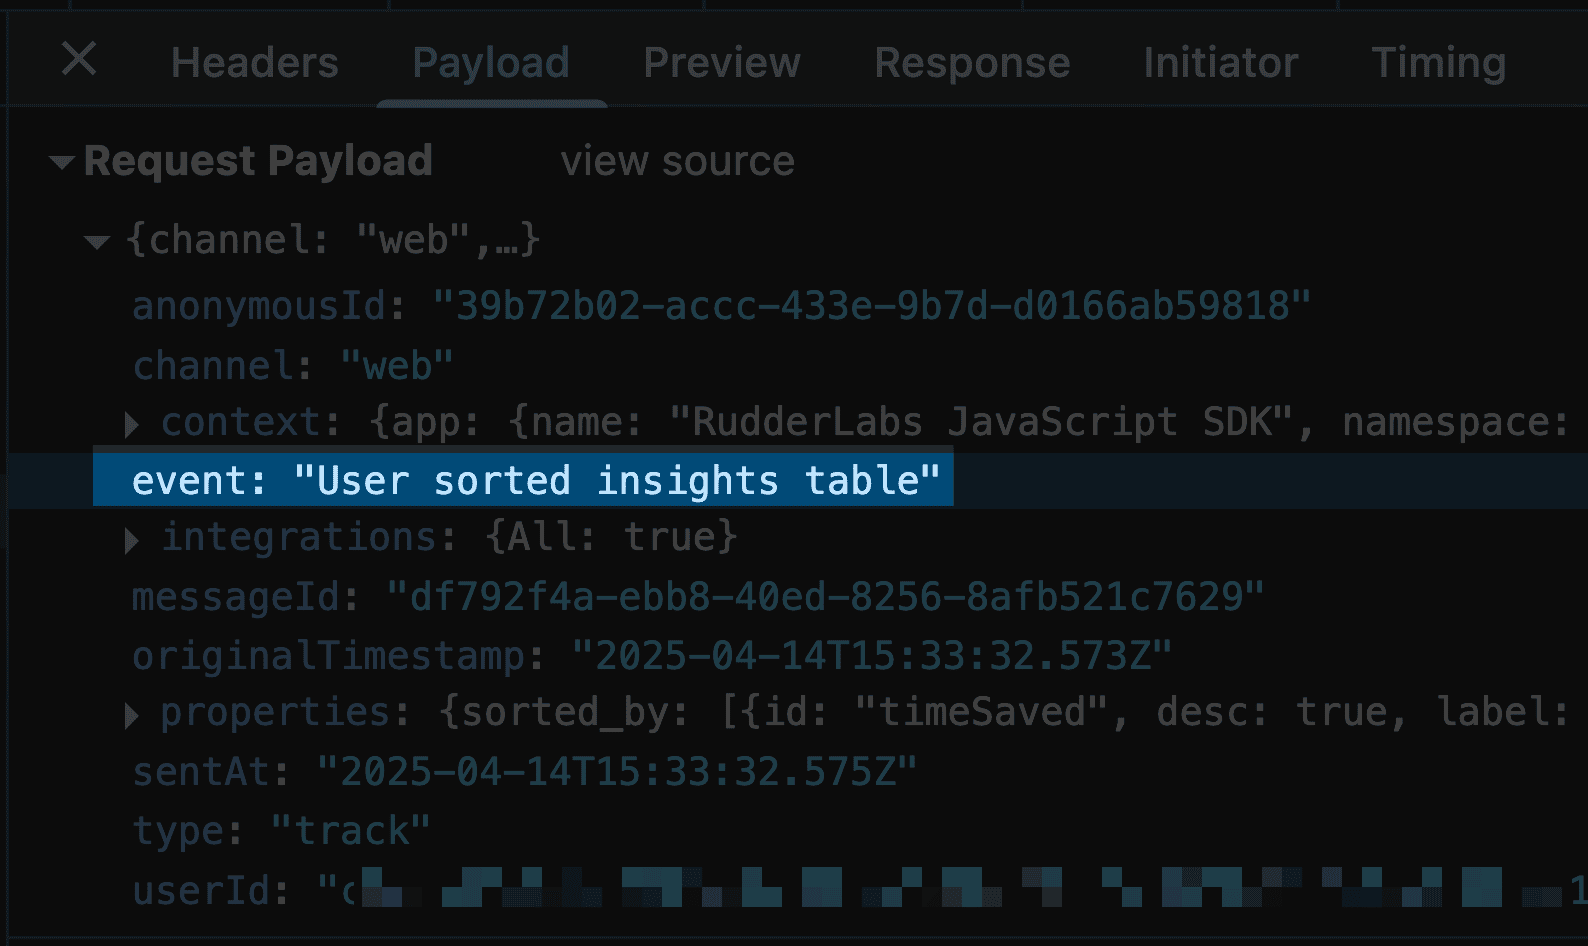 Headers Payload Preview Response Initiator Timing
Request Payload view source
{channel: "web",…}
anonymousId: "39b72b02-accc-433e-9b7d-d0166ab59818"
channel: "web"
context: {app: {name: "RudderLabs JavaScript SDK", namespace:
event: "User sorted insights table"
integrations: {All: true}
messageId: "df792f4a-ebb8-40ed-8256-8afb521c7629"
originalTimestamp: "2025-04-14T15:33:32.573Z"
properties: {sorted_by: [{id: "timeSaved", desc: true, label:
sentAt: "2025-04-14T15:33:32.575Z"
type: "track"
userId: "